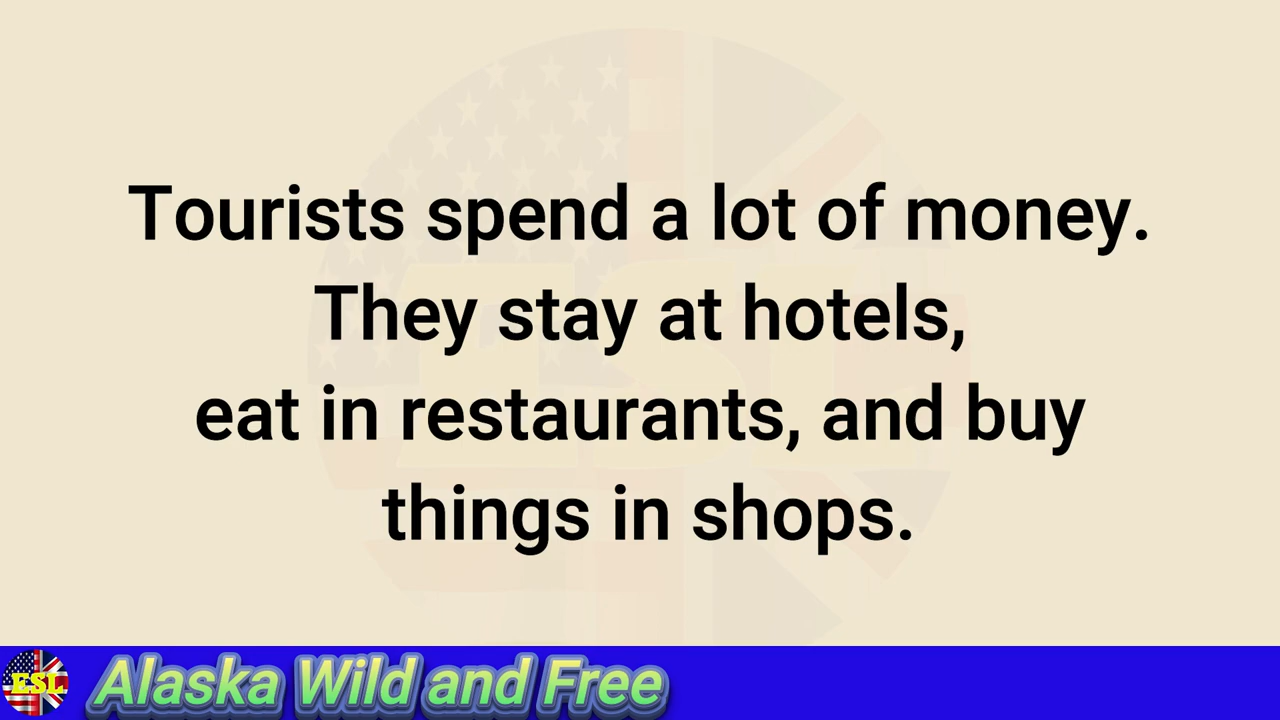 Tourists spend a lot of money.
They stay at hotels,
eat in restaurants, and buy
things in shops.
ESL
Alaska Wild and Free